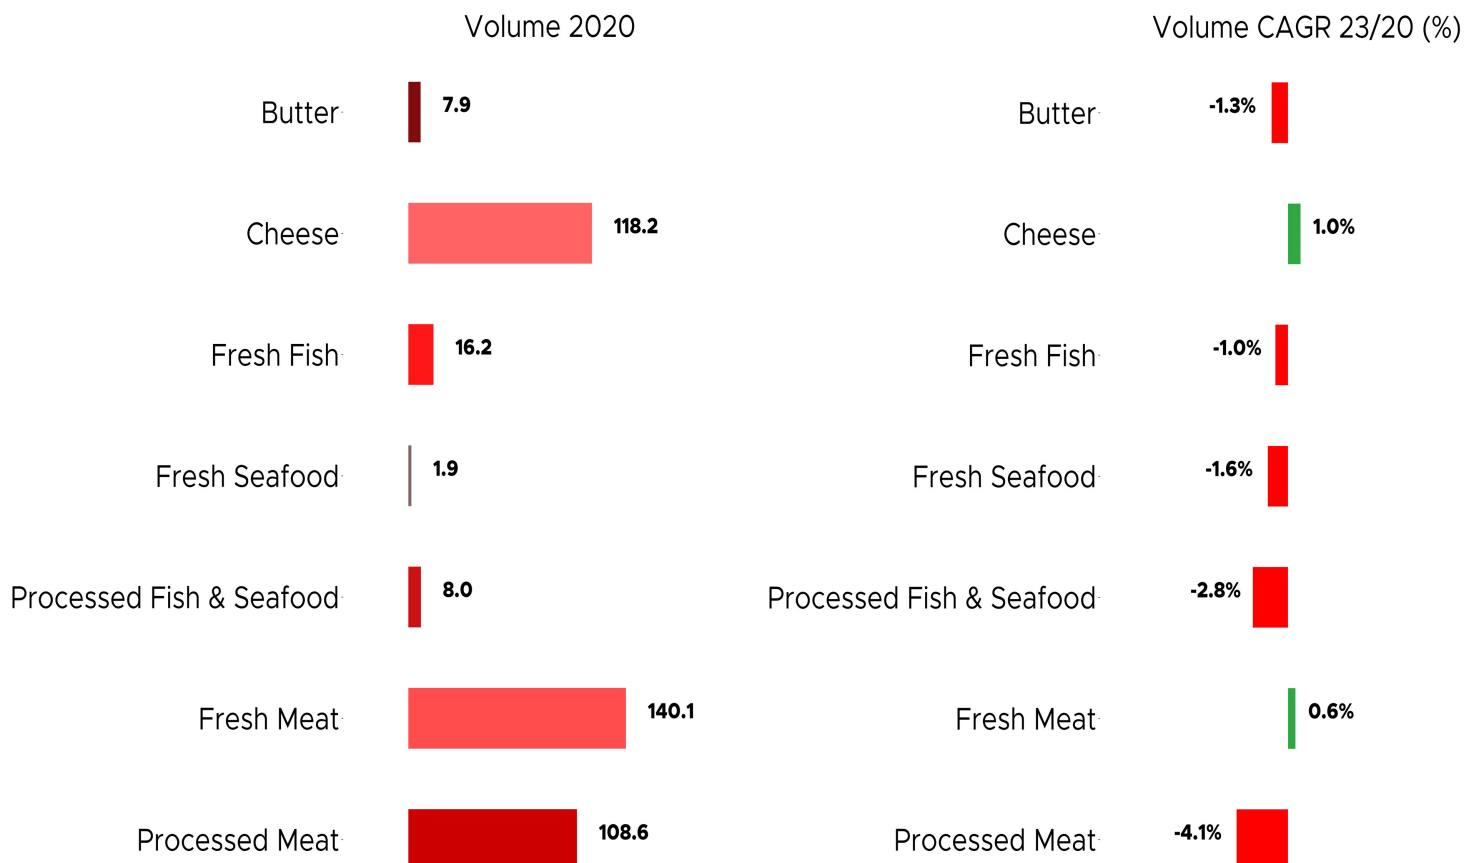 Volume 2020
Butter 7.9
Cheese 118.2
Fresh Fish 16.2
Fresh Seafood 1.9
Processed Fish & Seafood 8.0
Fresh Meat 140.1
Processed Meat 108.6
Volume CAGR 23/20 (%)
Butter -1.3%
Cheese 1.0%
Fresh Fish -1.0%
Fresh Seafood -1.6%
Processed Fish & Seafood -2.8%
Fresh Meat 0.6%
Processed Meat -4.1%